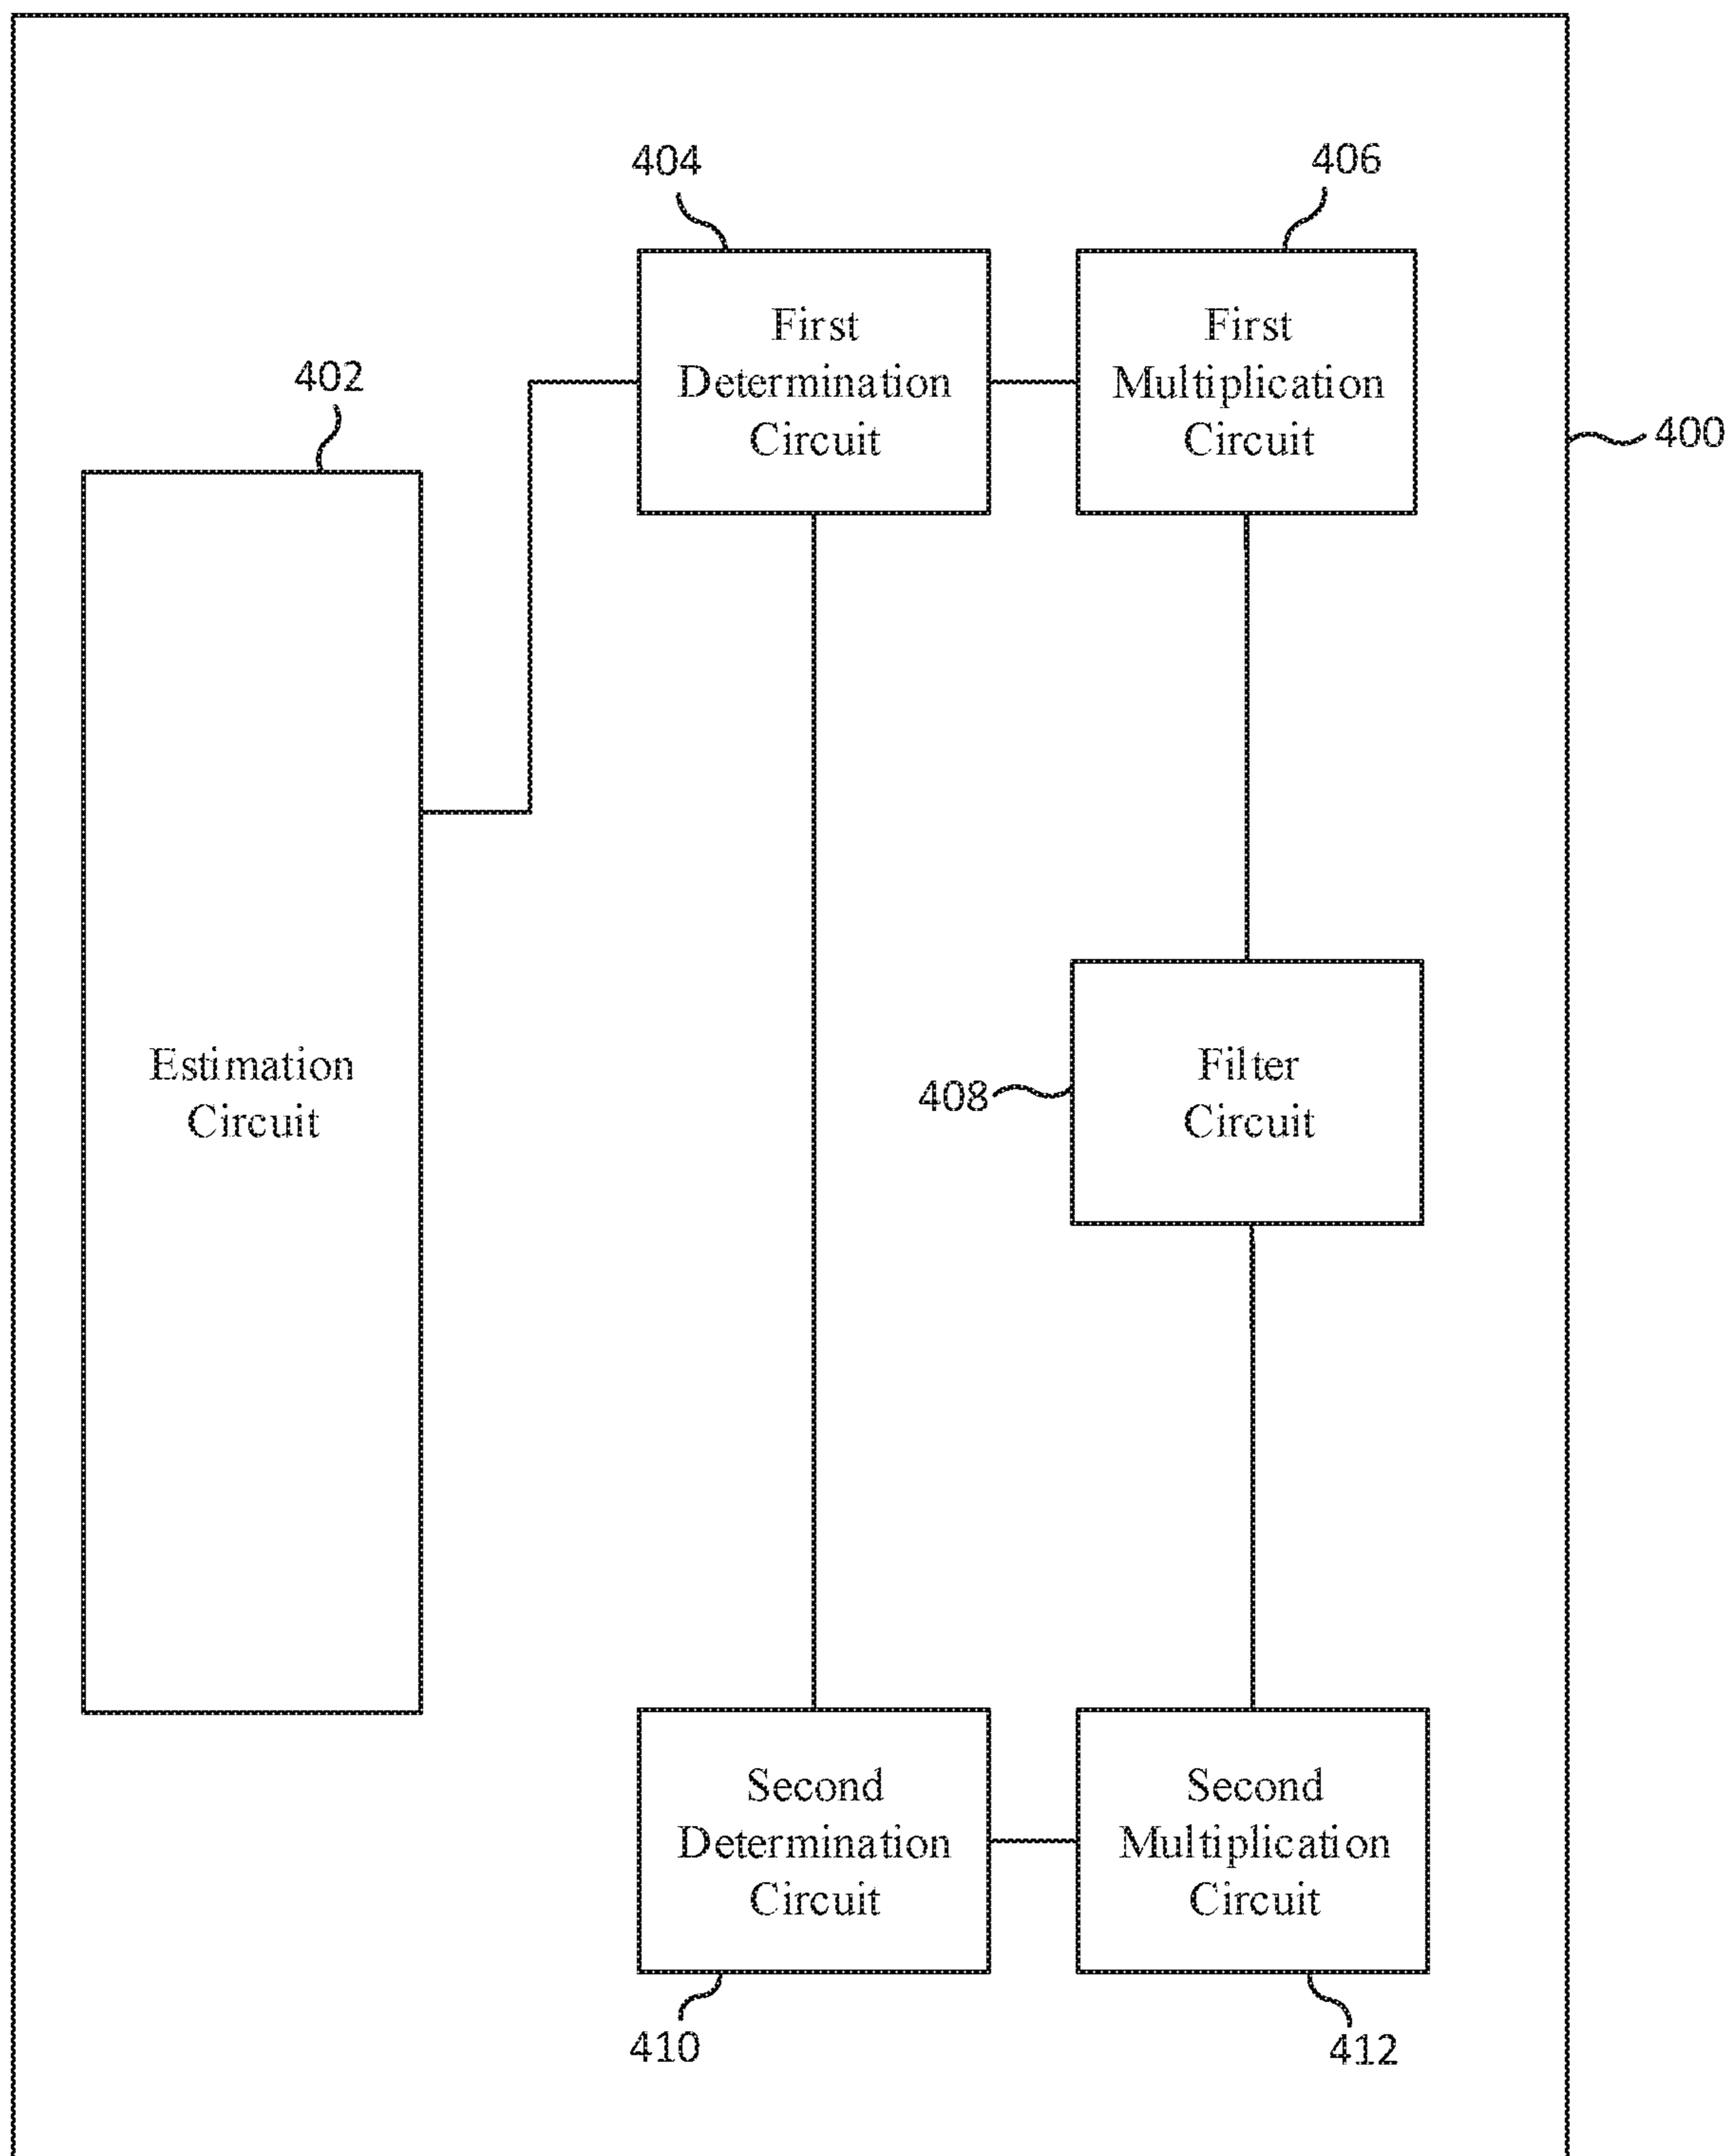 404
406
First
Determination
Circuit
First
Multiplication
Circuit
402
400
Estimation
Circuit
408
Filter
Circuit
Second
Determination
Circuit
Second
Multiplication
Circuit
410
412